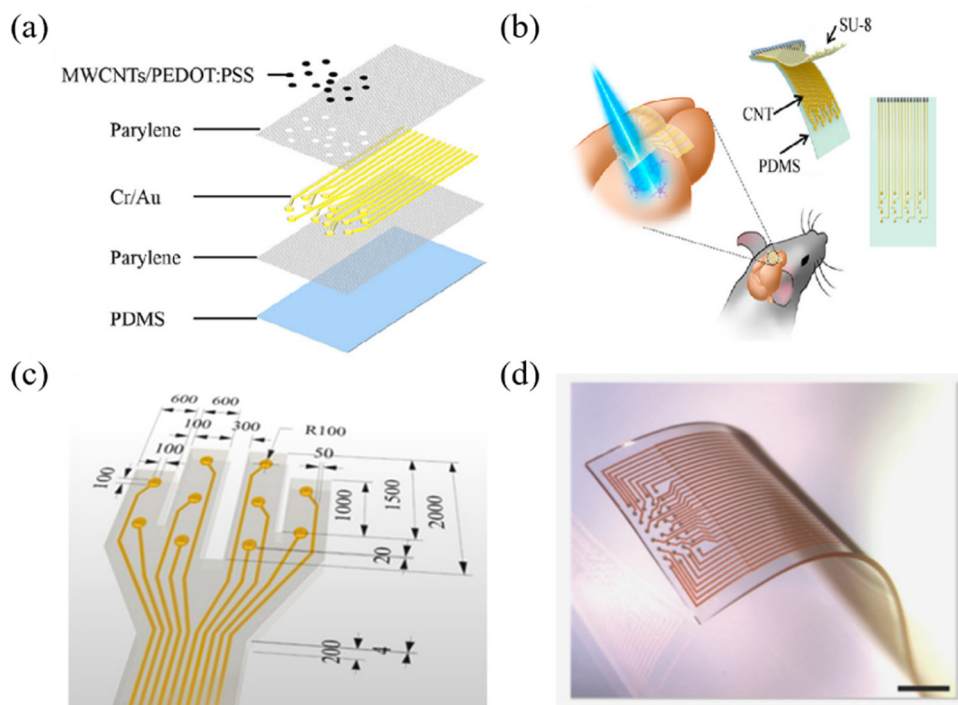 (a)
MWCNTs/PEDOT:PSS
Parylene
Cr/Au
Parylene
PDMS
(b)
SU-8
CNT
PDMS
(c)
600
600
100
300
R100
100
50
100
1000
1500
2000
20
200
4
(d)